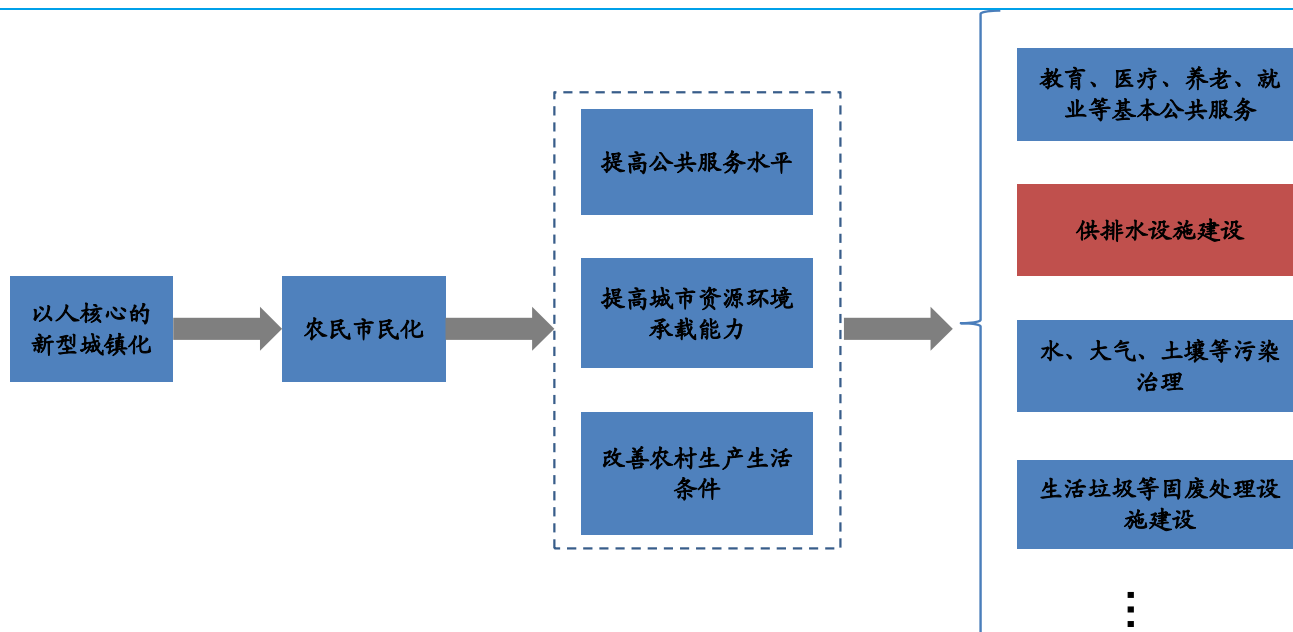 以人核心的
新型城镇化
农民市民化
提高公共服务水平
提高城市资源环境
承载能力
改善农村生产生活
条件
教育、医疗、养老、就
业等基本公共服务
供排水设施建设
水、大气、土壤等污染
治理
生活垃圾等固废处理设
施建设
⋮